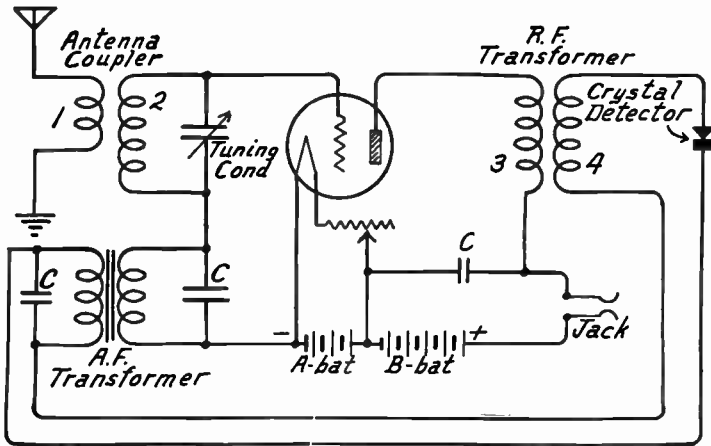 Antenna
Coupler
1
2
Tuning
Cond
R.F.
Transformer
Crystal
Detector
3
4
C
C
C
A.F.
Transformer
-
A-bat
B-bat
+
Jack